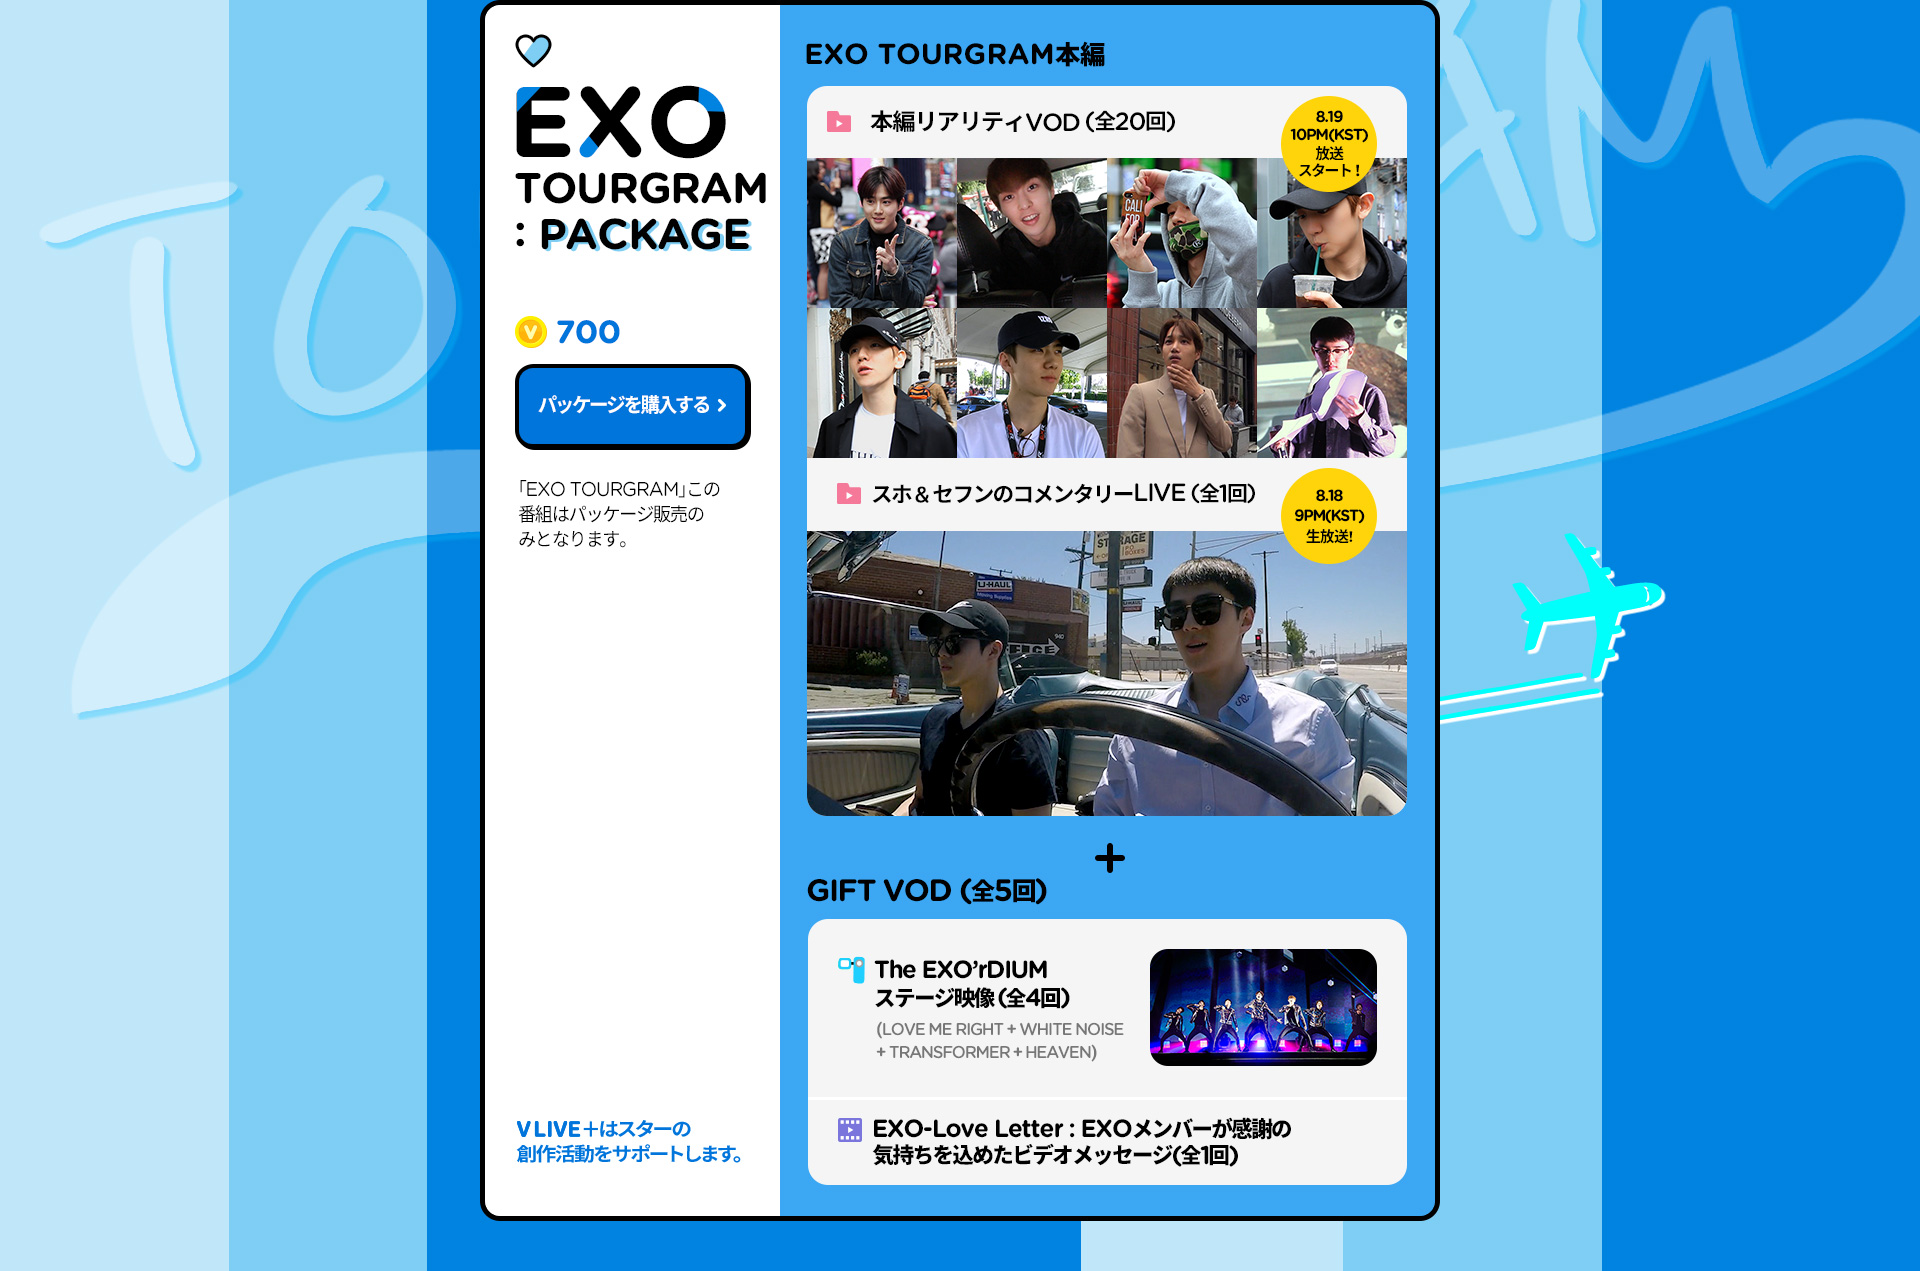 TO
AM
EXO
TOURGRAM
: PACKAGE
V 700
パッケージを購入する
「EXO TOURGRAM」この
番組はパッケージ販売の
みとなります。
V LIVE+はスターの
創作活動をサポートします。
EXO TOURGRAM本編
本編リアリティVOD (全20回)
8.19
10PM(KST)
放送
スタート!
CALI
FOR
スホ & セフンのコメンタリーLIVE (全1回)
8.18
9PM(KST)
生放送!
U-HAUL
GIFT VOD (全5回)
The EXO'rDIUM
ステージ映像 (全4回)
(LOVE ME RIGHT + WHITE NOISE
+ TRANSFORMER + HEAVEN)
EXO-Love Letter : EXOメンバーが感謝の
気持ちを込めたビデオメッセージ(全1回)